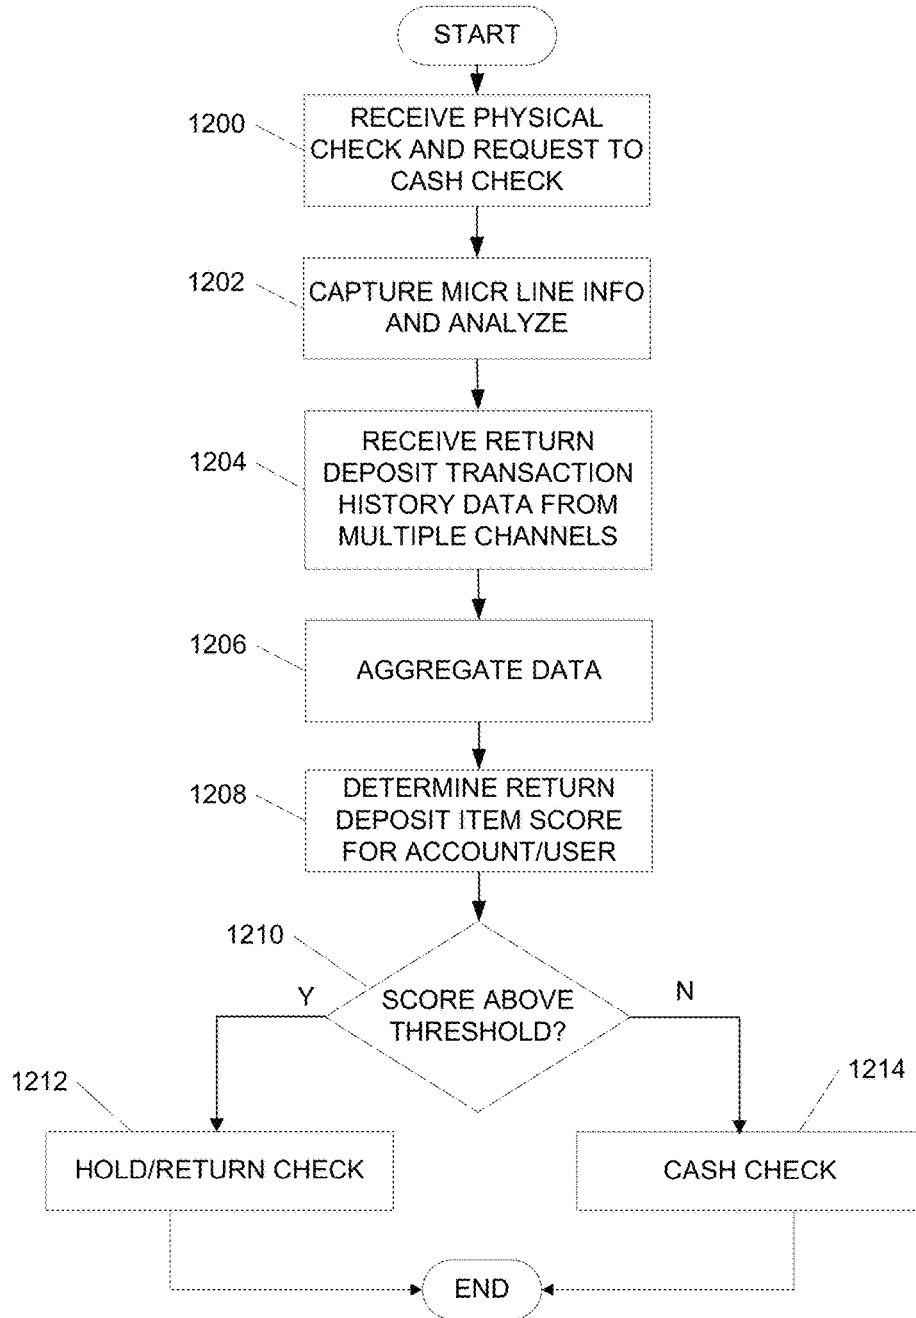 START
1200
RECEIVE PHYSICAL
CHECK AND REQUEST TO
CASH CHECK
1202
CAPTURE MICR LINE INFO
AND ANALYZE
1204
RECEIVE RETURN
DEPOSIT TRANSACTION
HISTORY DATA FROM
MULTIPLE CHANNELS
1206
AGGREGATE DATA
1208
DETERMINE RETURN
DEPOSIT ITEM SCORE
FOR ACCOUNT/USER
1210
SCORE ABOVE
THRESHOLD?
Y
N
1212
HOLD/RETURN CHECK
1214
CASH CHECK
END